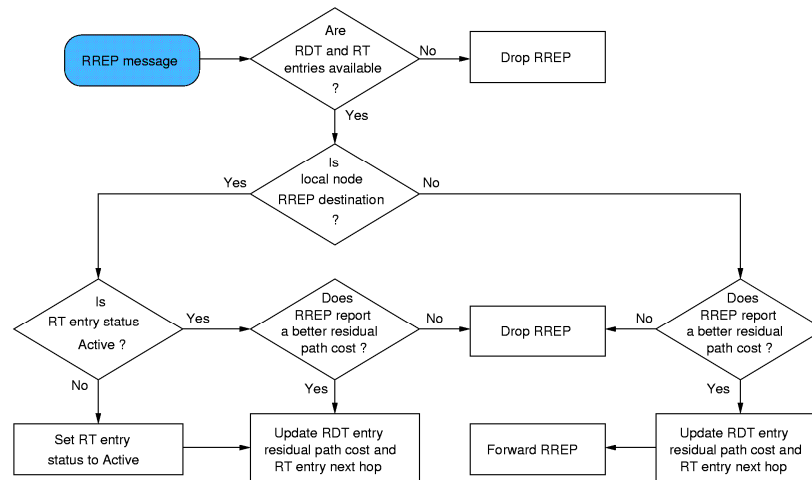 RREP message
Are
RDT and RT
entries available
?
No
Drop RREP
Yes
Is
local node
RREP destination
?
Yes
No
Is
RT entry status
Active ?
Yes
No
Does
RREP report
a better residual
path cost ?
No
Yes
Drop RREP
No
Does
RREP report
a better residual
path cost ?
Yes
Set RT entry
status to Active
Update RDT entry
residual path cost and
RT entry next hop
Forward RREP
Update RDT entry
residual path cost and
RT entry next hop